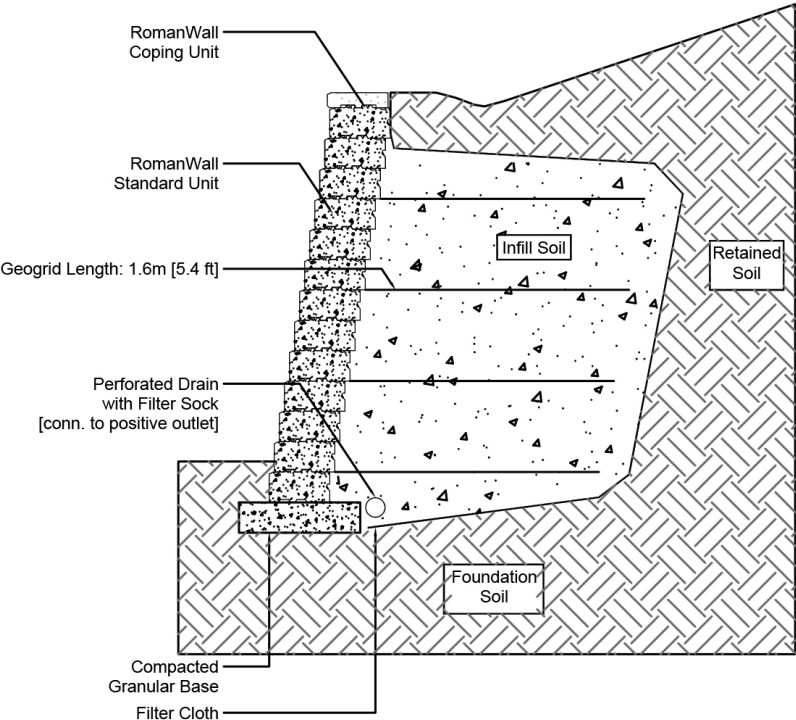 RomanWall
Coping Unit
RomanWall
Standard Unit
Infill Soil
Retained
Soil
Geogrid Length: 1.6m [5.4 ft]
Perforated Drain
with Filter Sock
[conn. to positive outlet]
Foundation
Soil
Compacted
Granular Base
Filter Cloth